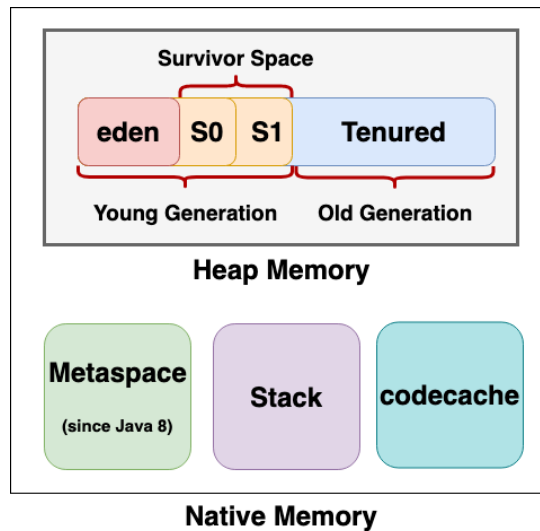 Survivor Space
eden
S0
S1
Tenured
Young Generation
Old Generation
Heap Memory
Metaspace
(since Java 8)
Stack
codecache
Native Memory